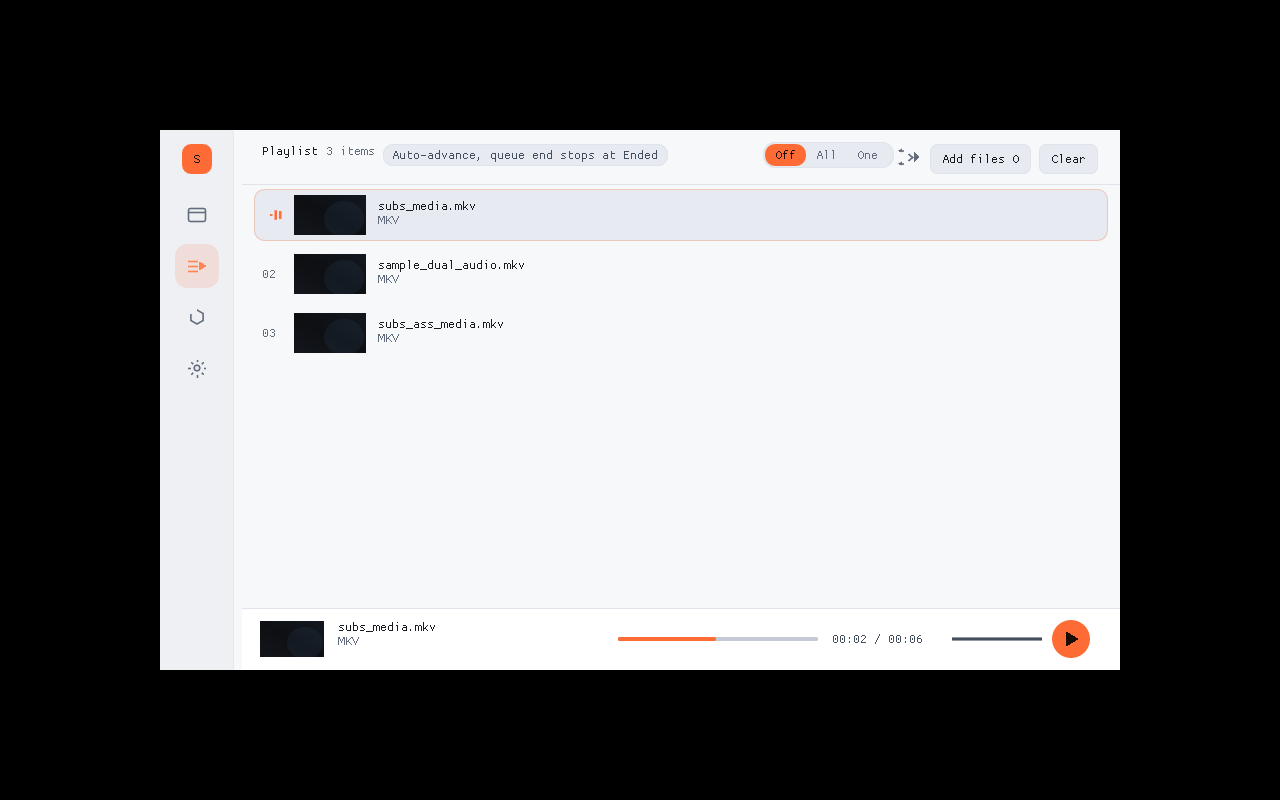 S
Playlist 3 items
Auto-advance, queue end stops at Ended
Off All One
Add files O
Clear
subs_media.mkv
MKV
02
sample_dual_audio.mkv
MKV
03
subs_ass_media.mkv
MKV
subs_media.mkv
MKV
00:02 / 00:06